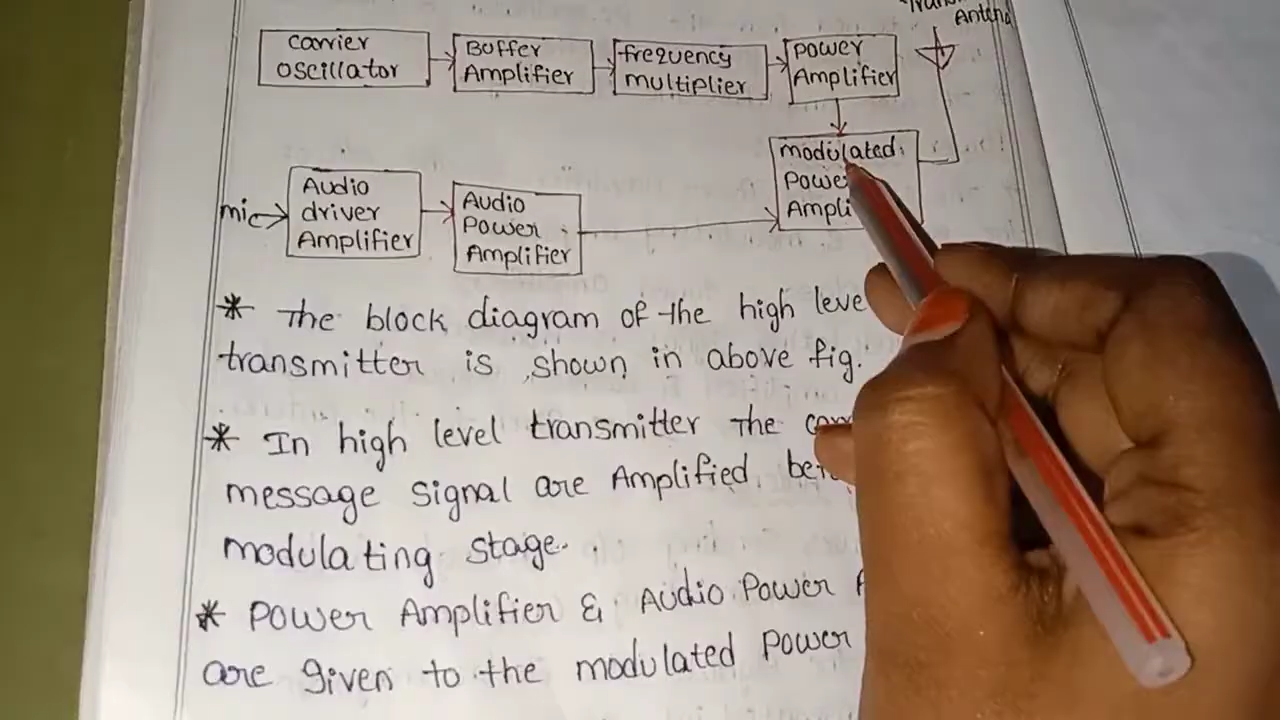 Antena
carrier oscillator
Buffer Amplifier
frequency multiplier
power Amplifier
modulated Power Ampli
mic
Audio driver Amplifier
Audio Power Amplifier
* The block diagram of the high leve
transmitter is shown in above fig.
* In high level transmitter the
message signal are Amplified
modulating stage.
* Power Amplifier & Audio Power A
are given to the modulated Power